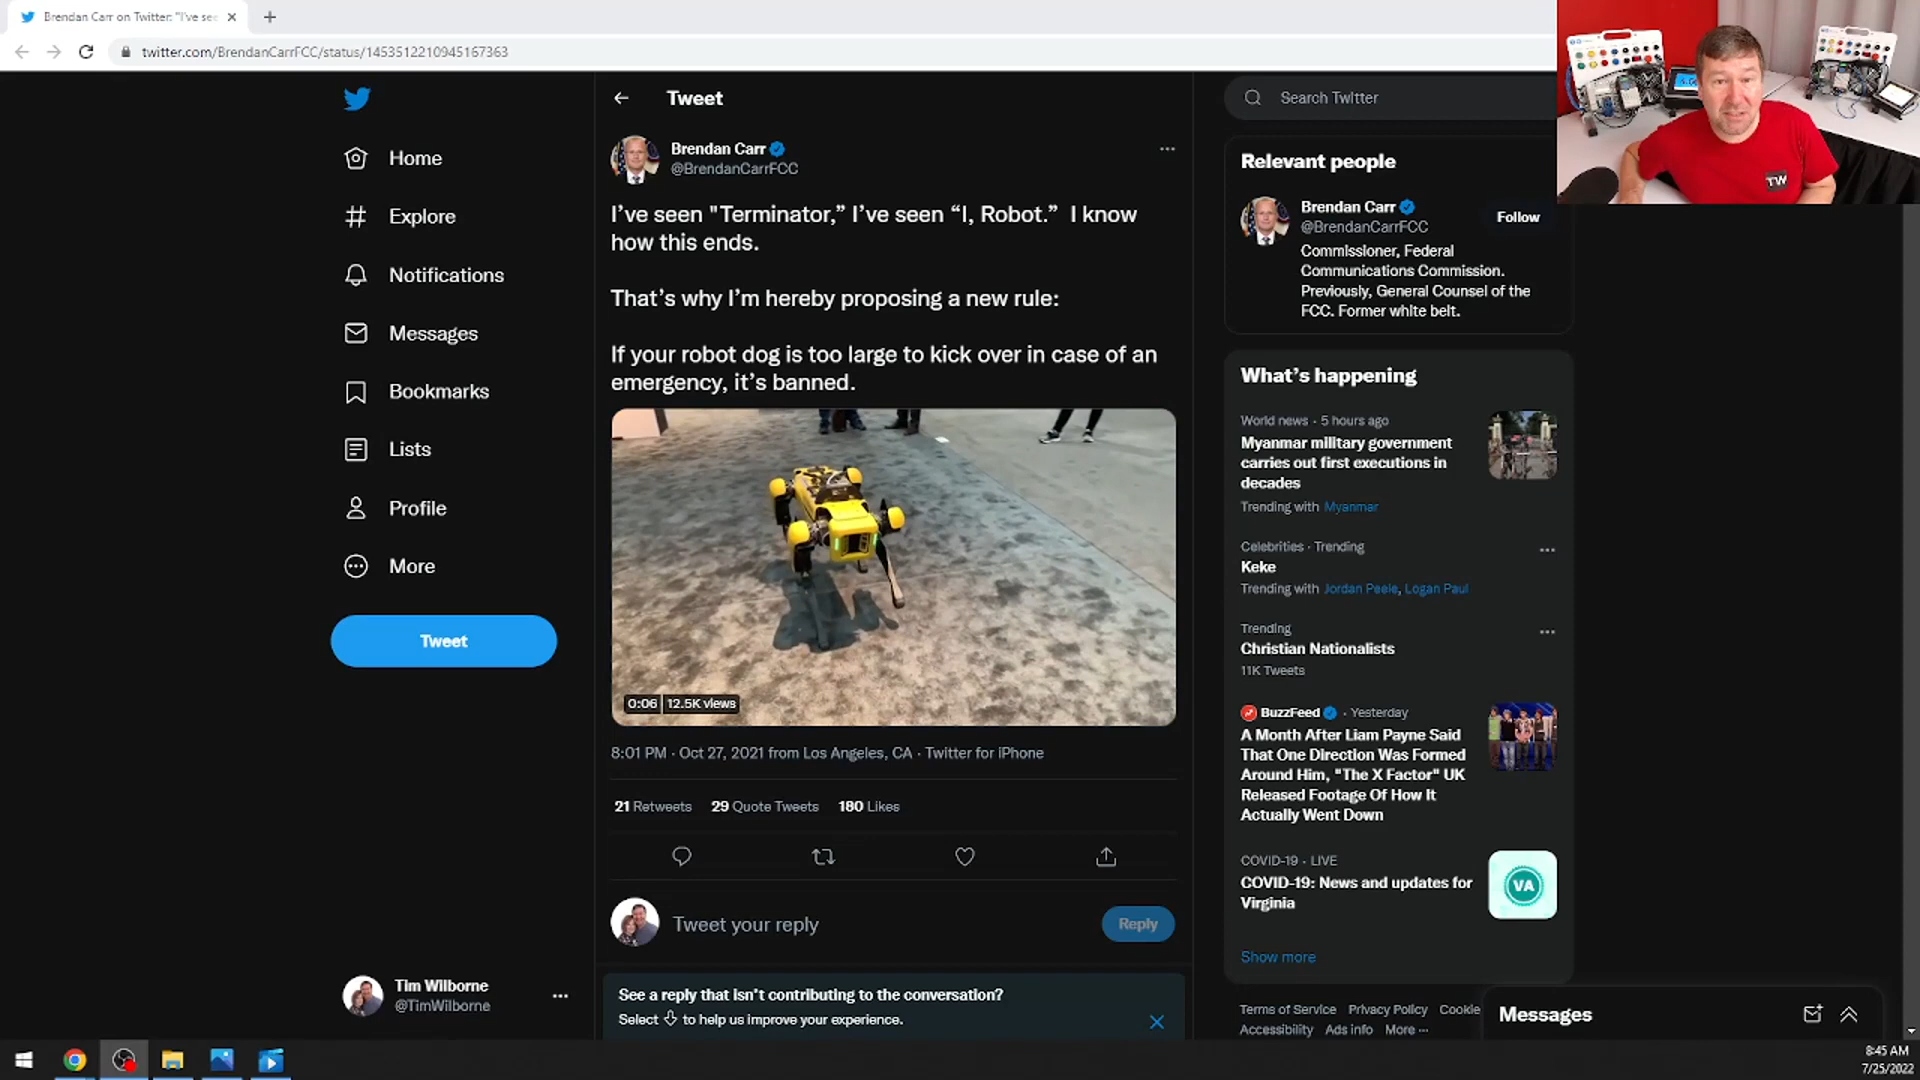 Brendan Carr on Twitter: "I've see
twitter.com/BrendanCarrFCC/status/1453512210945167363
Home
Explore
Notifications
Messages
Bookmarks
Lists
Profile
More
Tweet
Tim Wilborne
@TimWilborne
Tweet
Brendan Carr
@BrendanCarrFCC
I’ve seen "Terminator,” I’ve seen “I, Robot.”  I know
how this ends.
That’s why I’m hereby proposing a new rule:
If your robot dog is too large to kick over in case of an
emergency, it’s banned.
0:06 12.5K views
8:01 PM · Oct 27, 2021 from Los Angeles, CA · Twitter for iPhone
21 Retweets 29 Quote Tweets 180 Likes
Tweet your reply
Reply
See a reply that isn’t contributing to the conversation?
Select to help us improve your experience.
Search Twitter
Relevant people
Brendan Carr
@BrendanCarrFCC
Follow
Commissioner, Federal
Communications Commission.
Previously, General Counsel of the
FCC. Former white belt.
What’s happening
World news · 5 hours ago
Myanmar military government
carries out first executions in
decades
Trending with Myanmar
Celebrities · Trending
Keke
Trending with Jordan Peele, Logan Paul
Trending
Christian Nationalists
11K Tweets
BuzzFeed · Yesterday
A Month After Liam Payne Said
That One Direction Was Formed
Around Him, "The X Factor" UK
Released Footage Of How It
Actually Went Down
COVID-19 · LIVE
COVID-19: News and updates for
Virginia
VA
Show more
Terms of Service Privacy Policy Cookie
Accessibility Ads info More ···
Messages
TW
8:45 AM
7/25/2022